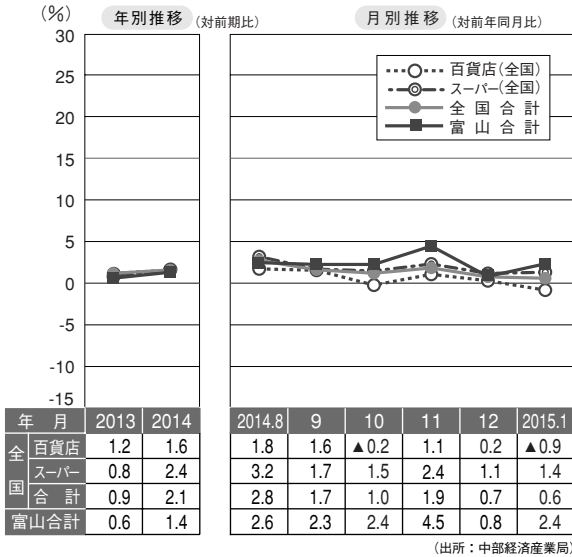 (%)
年別推移 (対前期比)
月別推移 (対前年同月比)
30
25
20
15
10
5
0
-5
-10
-15
百貨店(全国)
スーパー(全国)
全国合計
富山合計
年 月 2013 2014 2014.8 9 10 11 12 2015.1
全国 百貨店 1.2 1.6 1.8 1.6 ▲0.2 1.1 0.2 ▲0.9
スーパー 0.8 2.4 3.2 1.7 1.5 2.4 1.1 1.4
合計 0.9 2.1 2.8 1.7 1.0 1.9 0.7 0.6
富山合計 0.6 1.4 2.6 2.3 2.4 4.5 0.8 2.4
(出所：中部経済産業局)